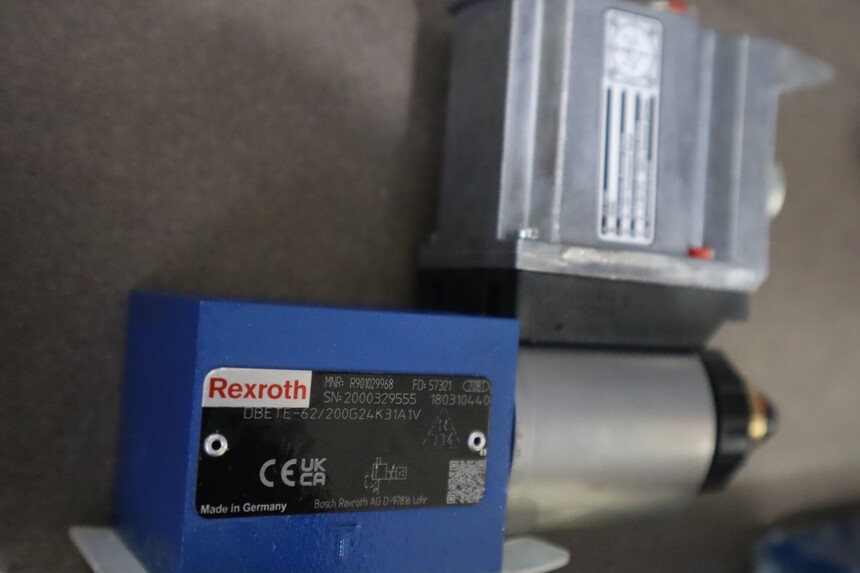 Rexroth
MNR: R901029968 FD: 57321
SN: 2000329555 180310440
DBETE-62/200G24K31A1V
CE UK
CA
Made in Germany
Bosch Rexroth AG D-97816 Lohr